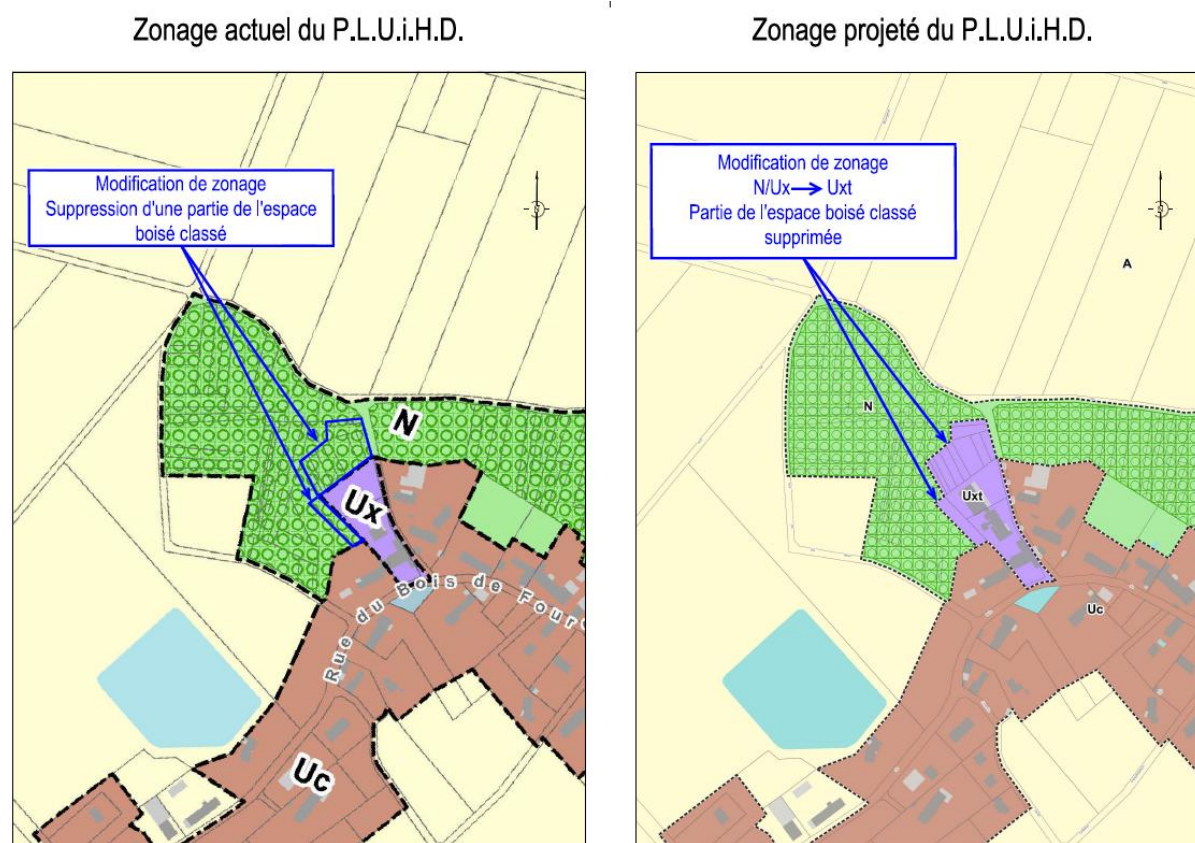 Zonage actuel du P.L.U.i.H.D.
Modification de zonage
Suppression d'une partie de l'espace
boisé classé
N
Ux
Rue du Bois de Four
Uc
Zonage projeté du P.L.U.i.H.D.
Modification de zonage
N/Ux → Uxt
Partie de l'espace boisé classé
supprimée
A
N
Uxt
Uc